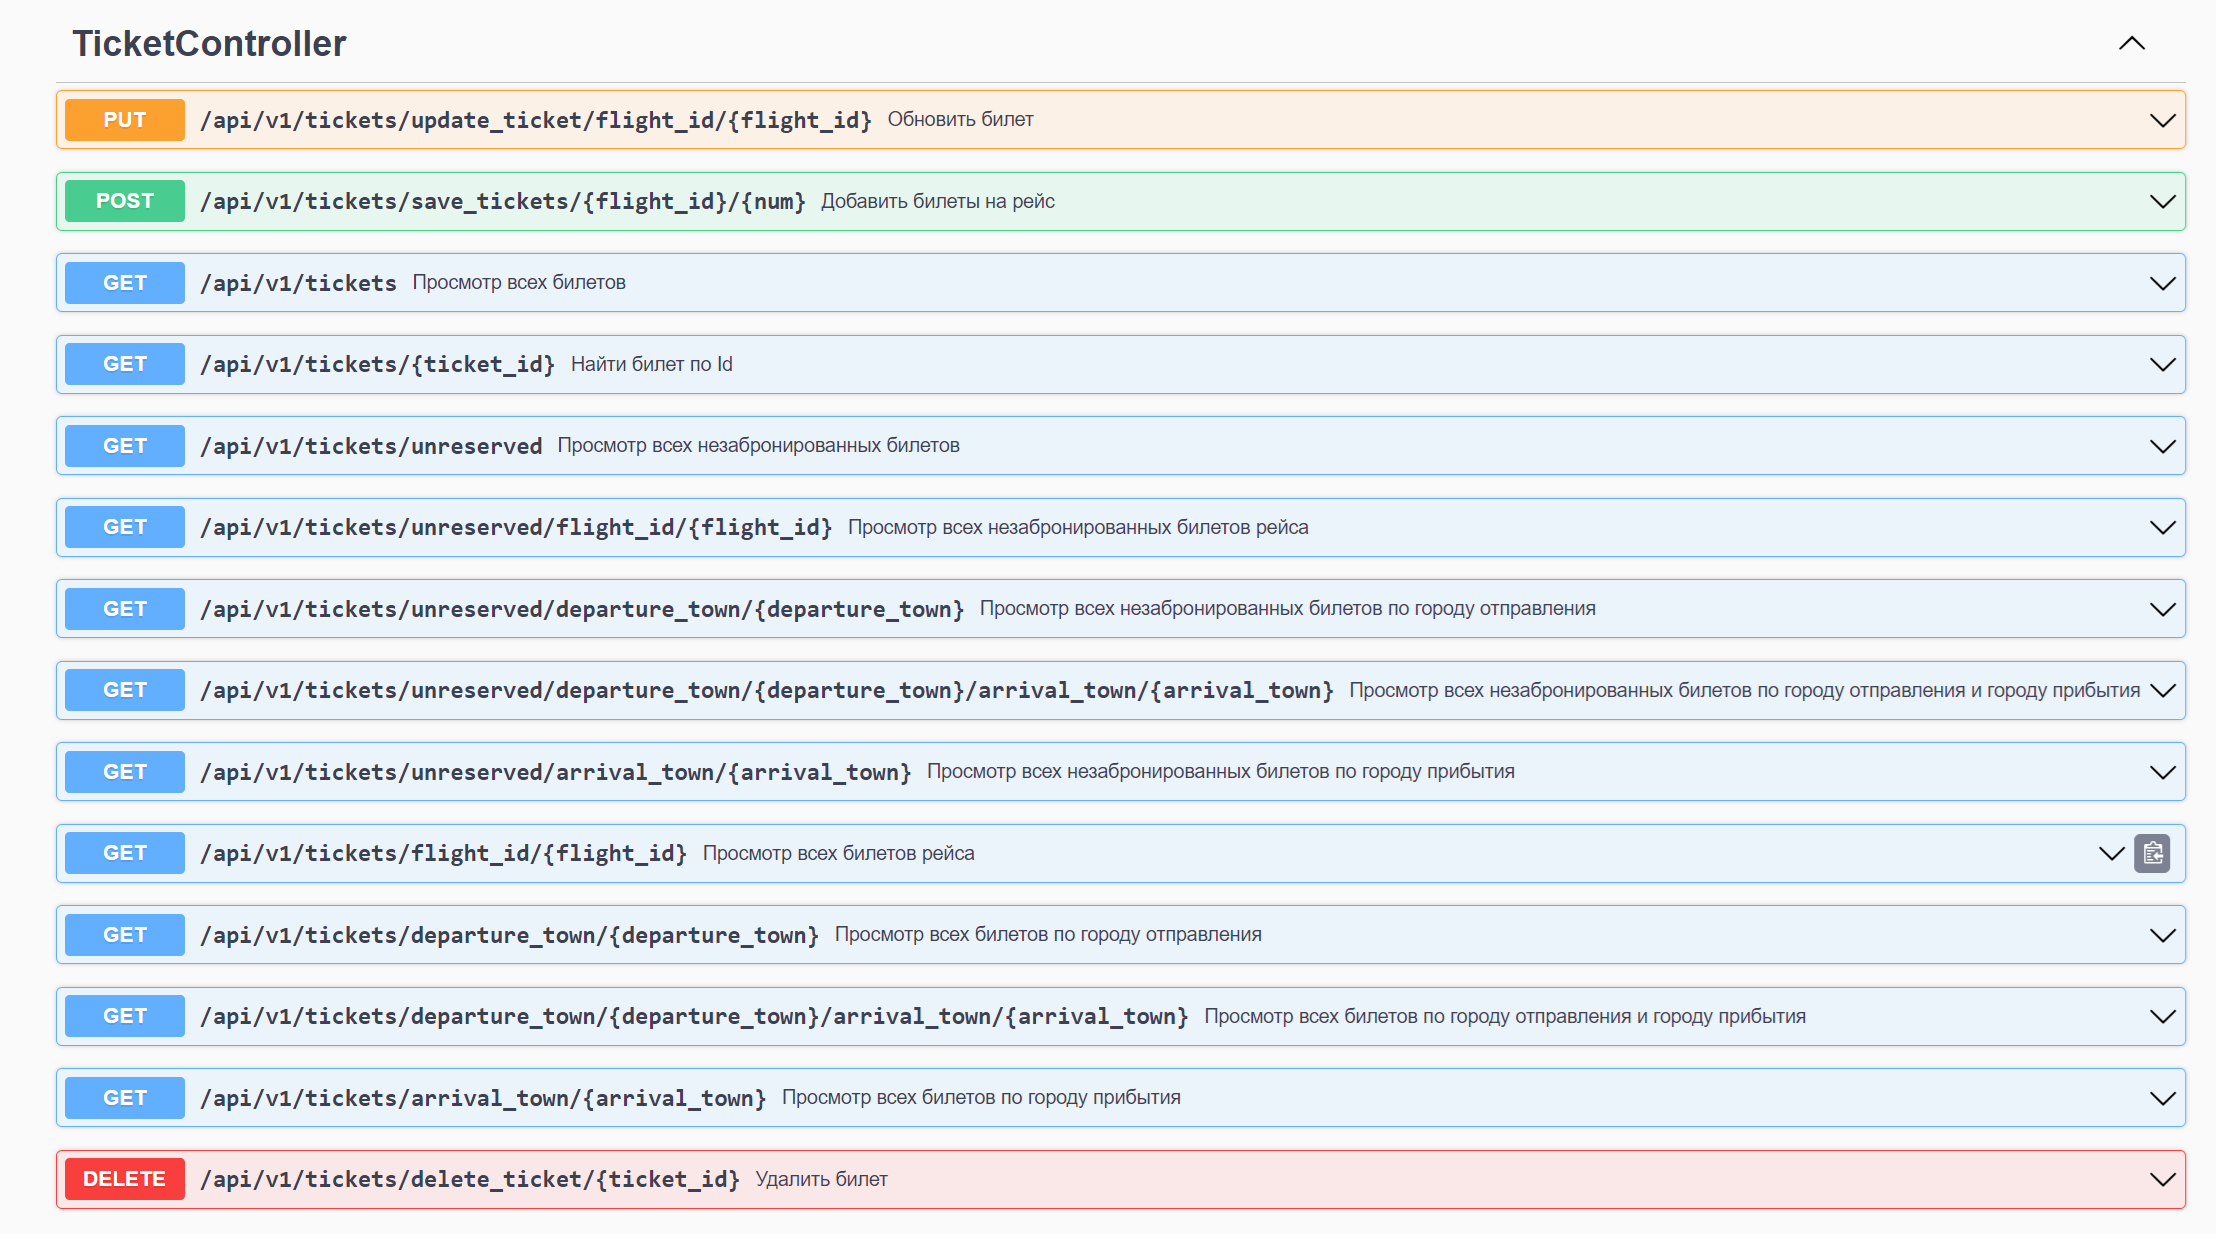 TicketController
PUT /api/v1/tickets/update_ticket/flight_id/{flight_id} Обновить билет
POST /api/v1/tickets/save_tickets/{flight_id}/{num} Добавить билеты на рейс
GET /api/v1/tickets Просмотр всех билетов
GET /api/v1/tickets/{ticket_id} Найти билет по Id
GET /api/v1/tickets/unreserved Просмотр всех незабронированных билетов
GET /api/v1/tickets/unreserved/flight_id/{flight_id} Просмотр всех незабронированных билетов рейса
GET /api/v1/tickets/unreserved/departure_town/{departure_town} Просмотр всех незабронированных билетов по городу отправления
GET /api/v1/tickets/unreserved/departure_town/{departure_town}/arrival_town/{arrival_town} Просмотр всех незабронированных билетов по городу отправления и городу прибытия
GET /api/v1/tickets/unreserved/arrival_town/{arrival_town} Просмотр всех незабронированных билетов по городу прибытия
GET /api/v1/tickets/flight_id/{flight_id} Просмотр всех билетов рейса
GET /api/v1/tickets/departure_town/{departure_town} Просмотр всех билетов по городу отправления
GET /api/v1/tickets/departure_town/{departure_town}/arrival_town/{arrival_town} Просмотр всех билетов по городу отправления и городу прибытия
GET /api/v1/tickets/arrival_town/{arrival_town} Просмотр всех билетов по городу прибытия
DELETE /api/v1/tickets/delete_ticket/{ticket_id} Удалить билет